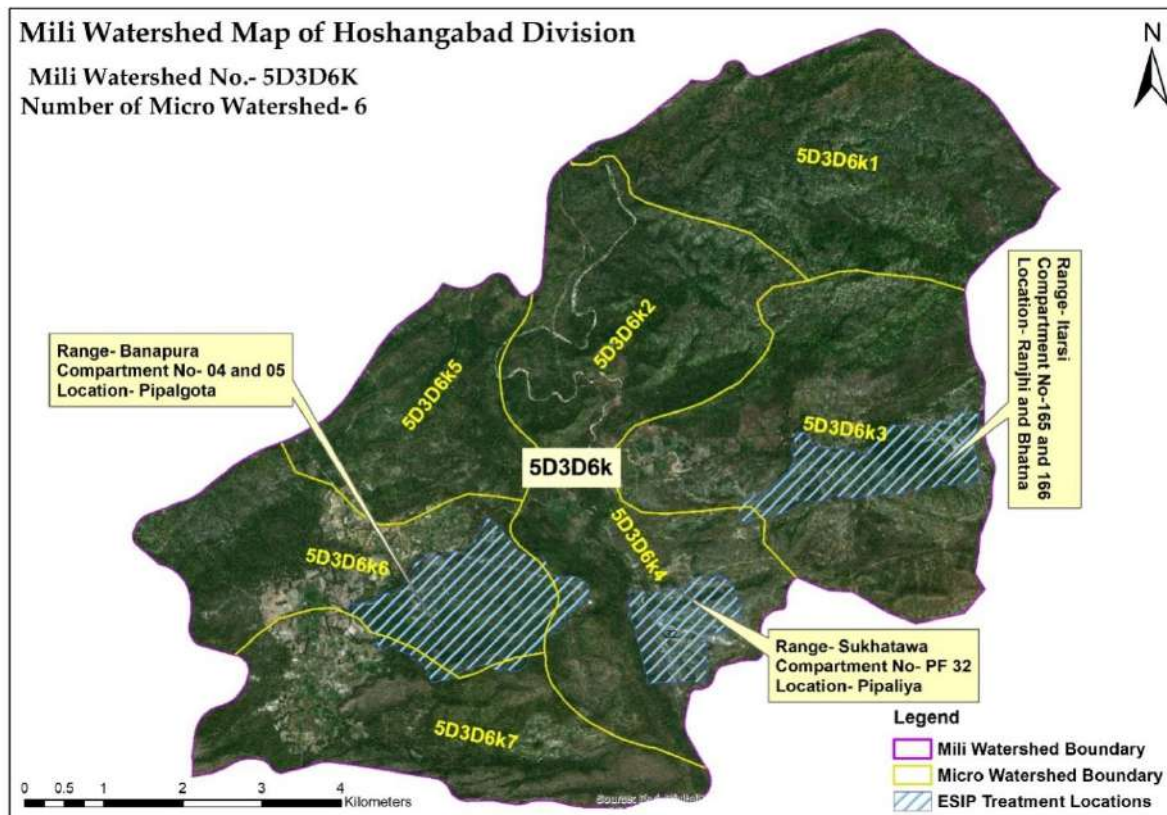 Mili Watershed Map of Hoshangabad Division
Mili Watershed No.- 5D3D6K
Number of Micro Watershed- 6
N
5D3D6k1
Range- Itarsi
Compartment No-165 and 166
Location- Ranjhi and Bhatna
5D3D6k2
Range- Banapura
Compartment No- 04 and 05
Location- Pipalgota
5D3D6k5
5D3D6k3
5D3D6k
5D3D6k4
5D3D6k6
Range- Sukhatawa
Compartment No- PF 32
Location- Pipaliya
5D3D6k7
Legend
Mili Watershed Boundary
Micro Watershed Boundary
ESIP Treatment Locations
0 0.5 1 2 3 4
Kilometers
Source: